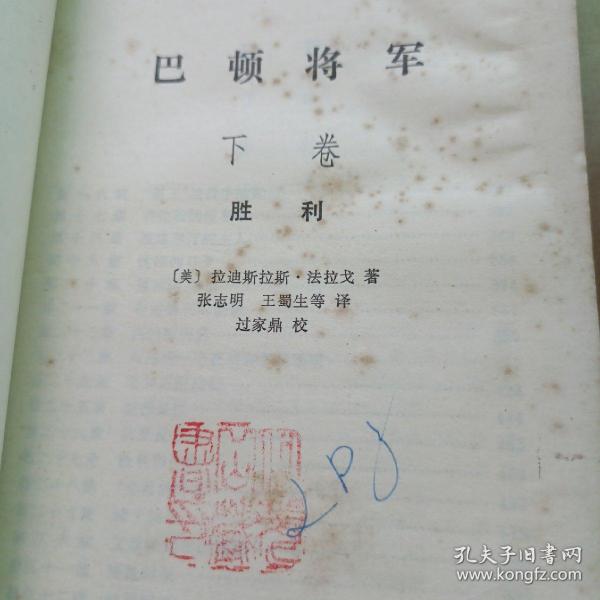 巴顿将军
下卷
胜利
〔美〕拉迪斯拉斯·法拉戈 著
张志明 王蜀生等 译
过家鼎 校
孔夫子旧书网
www.kongfz.com